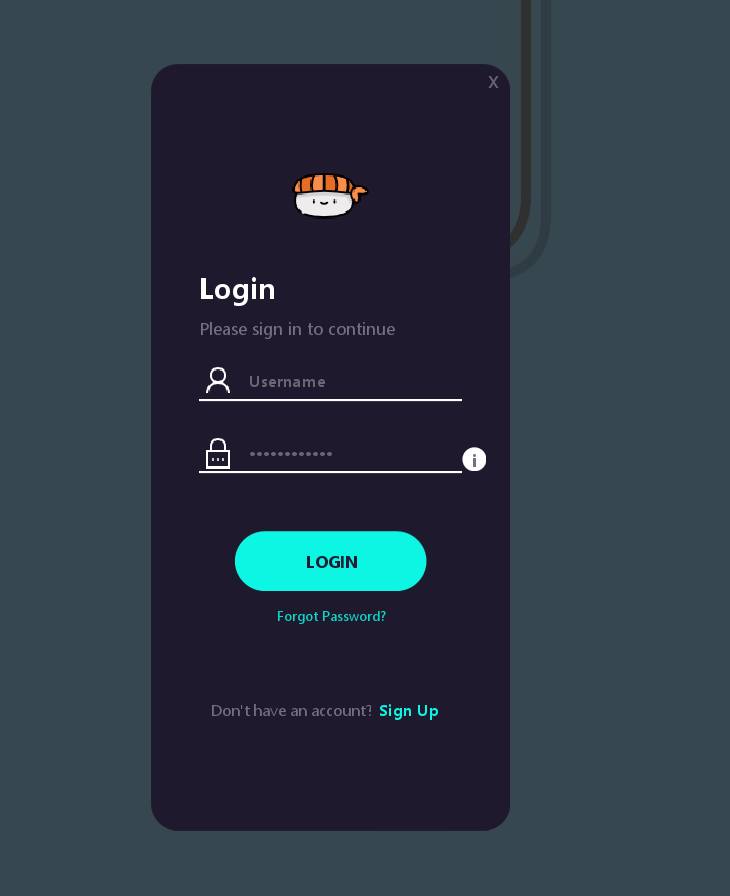 X
Login
Please sign in to continue
Username
••••••••••••
LOGIN
Forgot Password?
Don't have an account? Sign Up